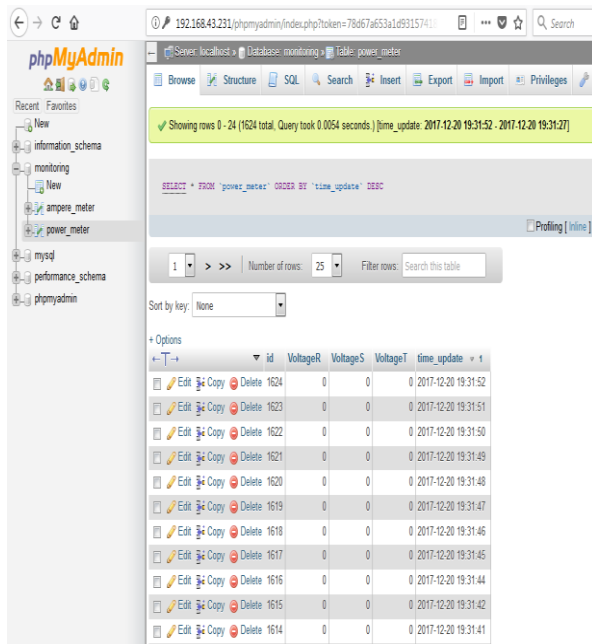 192.168.43.231/phpmyadmin/index.php?token=78d67a653a1d93157415
Search
phpMyAdmin
Recent Favorites
New
information_schema
monitoring
New
ampere_meter
power_meter
mysql
performance_schema
phpmyadmin
Server: localhost » Database: monitoring » Table: power_meter
Browse Structure SQL Search Insert Export Import Privileges
Showing rows 0 - 24 (1624 total, Query took 0.0054 seconds.) [time_update: 2017-12-20 19:31:52 - 2017-12-20 19:31:27]
SELECT * FROM `power_meter` ORDER BY `time_update` DESC
Profiling [ Inline ]
1 > >> Number of rows: 25 Filter rows: Search this table
Sort by key: None
+ Options
←T→ id VoltageR VoltageS VoltageT time_update 1
Edit Copy Delete 1624 0 0 0 2017-12-20 19:31:52
Edit Copy Delete 1623 0 0 0 2017-12-20 19:31:51
Edit Copy Delete 1622 0 0 0 2017-12-20 19:31:50
Edit Copy Delete 1621 0 0 0 2017-12-20 19:31:49
Edit Copy Delete 1620 0 0 0 2017-12-20 19:31:48
Edit Copy Delete 1619 0 0 0 2017-12-20 19:31:47
Edit Copy Delete 1618 0 0 0 2017-12-20 19:31:46
Edit Copy Delete 1617 0 0 0 2017-12-20 19:31:45
Edit Copy Delete 1616 0 0 0 2017-12-20 19:31:44
Edit Copy Delete 1615 0 0 0 2017-12-20 19:31:42
Edit Copy Delete 1614 0 0 0 2017-12-20 19:31:41